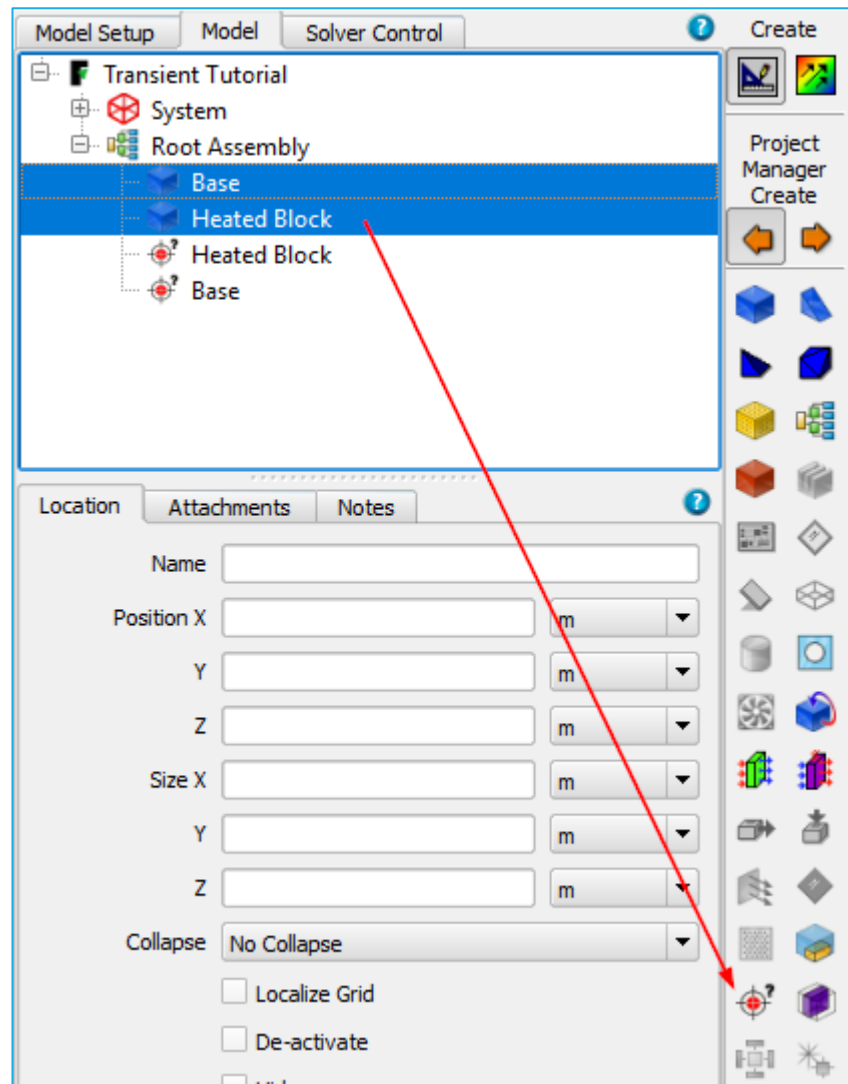 Model Setup Model Solver Control
Transient Tutorial
System
Root Assembly
Base
Heated Block
Heated Block
Base
Location Attachments Notes
Name
Position X m
Y m
Z m
Size X m
Y m
Z m
Collapse No Collapse
Localize Grid
De-activate
Create
Project
Manager
Create